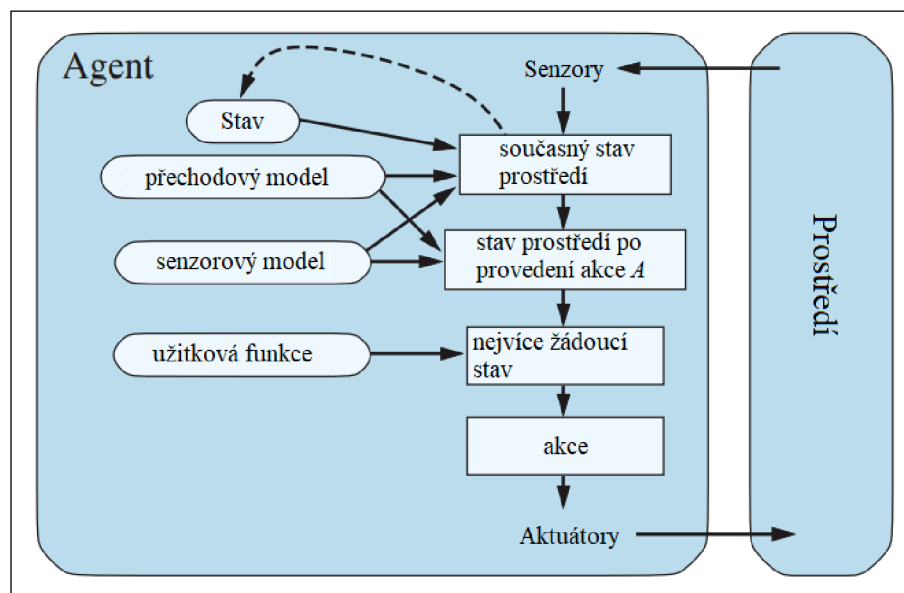 Agent
Senzory
Stav
současný stav
prostředí
přechodový model
stav prostředí po
provedení akce A
senzorový model
nejvíce žádoucí
stav
užitková funkce
akce
Aktuátory
Prostředí